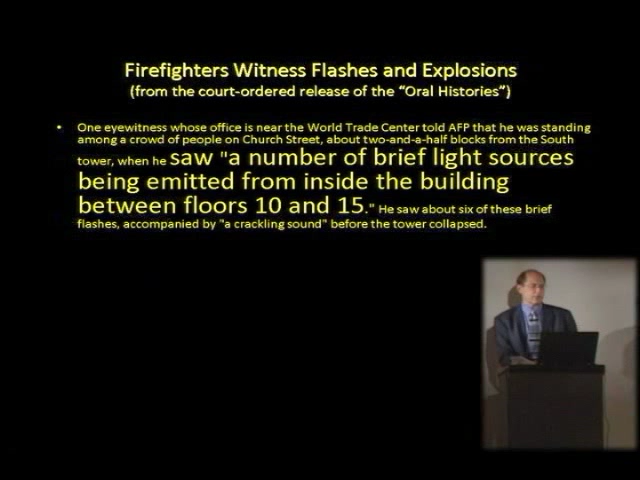 Firefighters Witness Flashes and Explosions
(from the court-ordered release of the “Oral Histories”)
• One eyewitness whose office is near the World Trade Center told AFP that he was standing
among a crowd of people on Church Street, about two-and-a-half blocks from the South
tower, when he saw "a number of brief light sources
being emitted from inside the building
between floors 10 and 15." He saw about six of these brief
flashes, accompanied by "a crackling sound" before the tower collapsed.